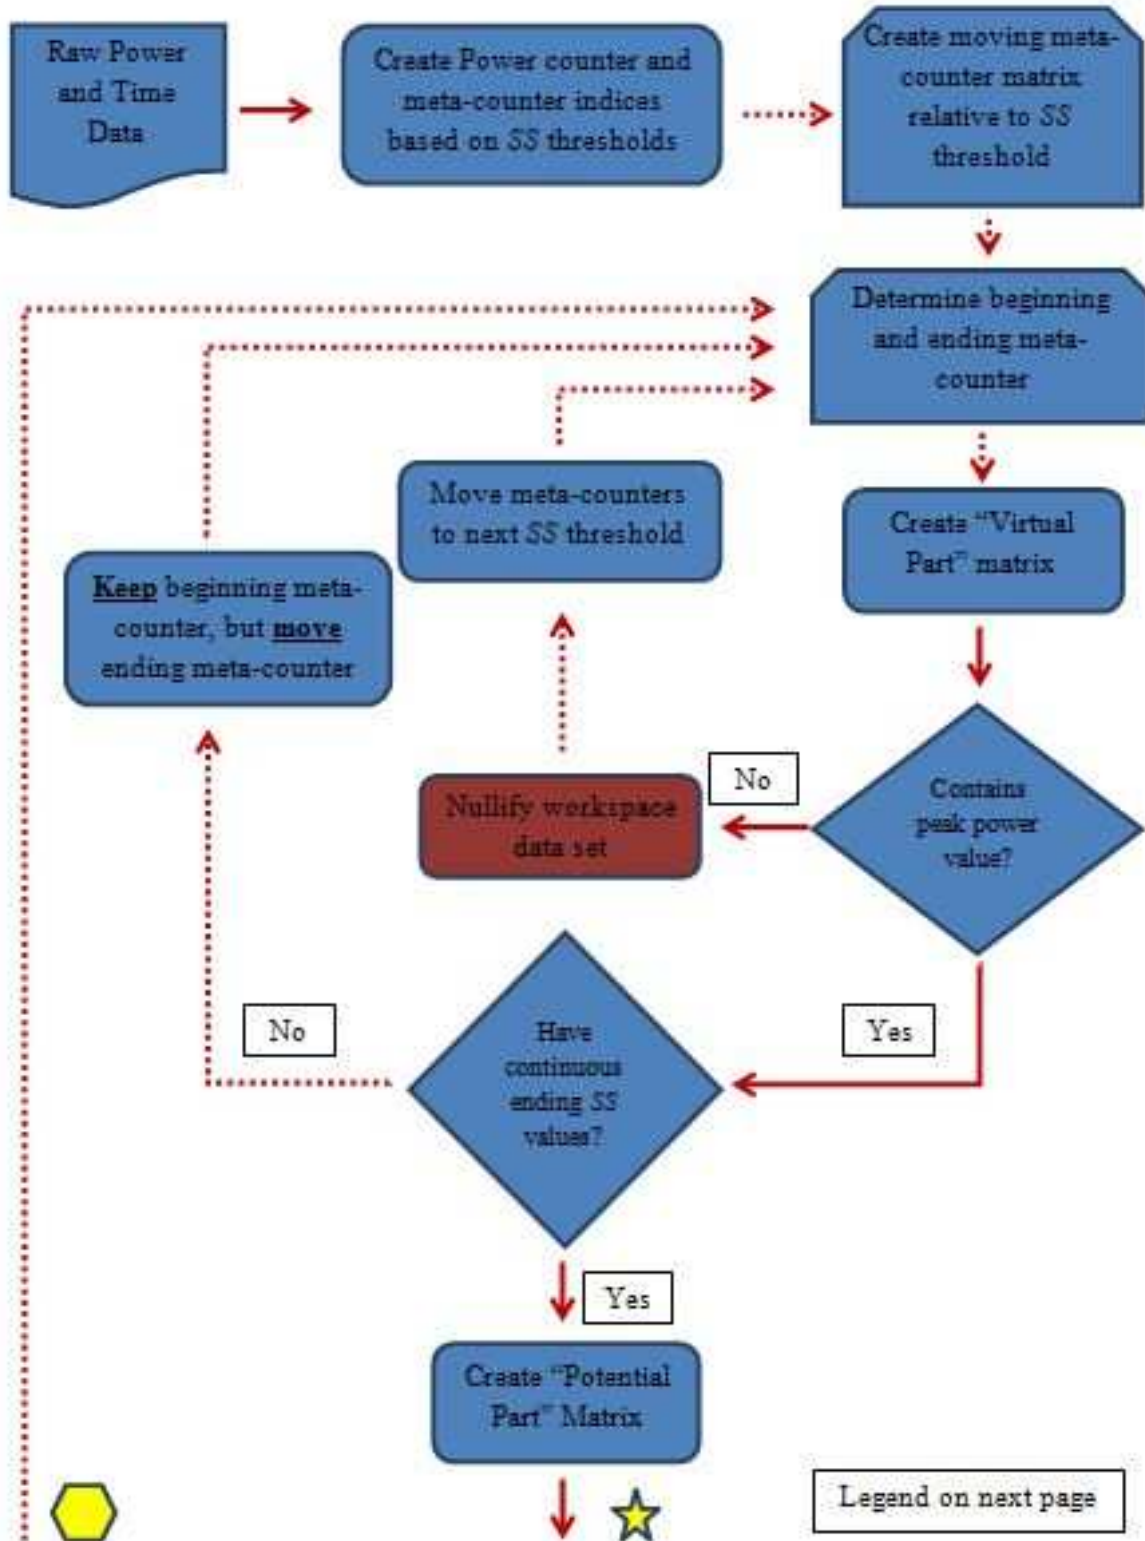 Raw Power
and Time
Data
Create Power counter and
meta-counter indices
based on SS thresholds
Create moving meta-
counter matrix
relative to SS
threshold
Determine beginning
and ending meta-
counter
Move meta-counters
to next SS threshold
Create “Virtual
Part” matrix
Keep beginning meta-
counter, but move
ending meta-counter
No
Contains
peak power
value?
Nullify workspace
data set
No
Have
continuous
ending SS
values?
Yes
Yes
Create “Potential
Part” Matrix
Legend on next page